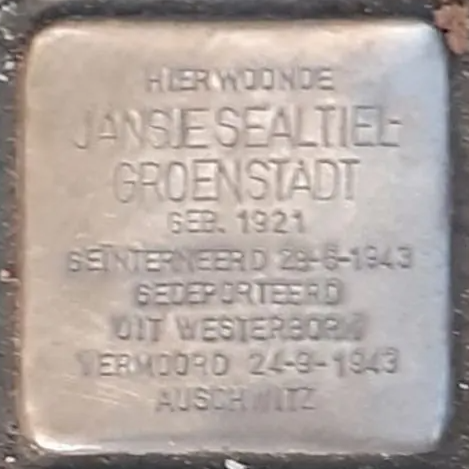 HIER WOONDE
JANSJE SEALTIEL-
GROENSTADT
GEB. 1921
GEÏNTERNEERD 29-6-1943
GEDEPORTEERD
UIT WESTERBORK
VERMOORD 24-9-1943
AUSCHWITZ